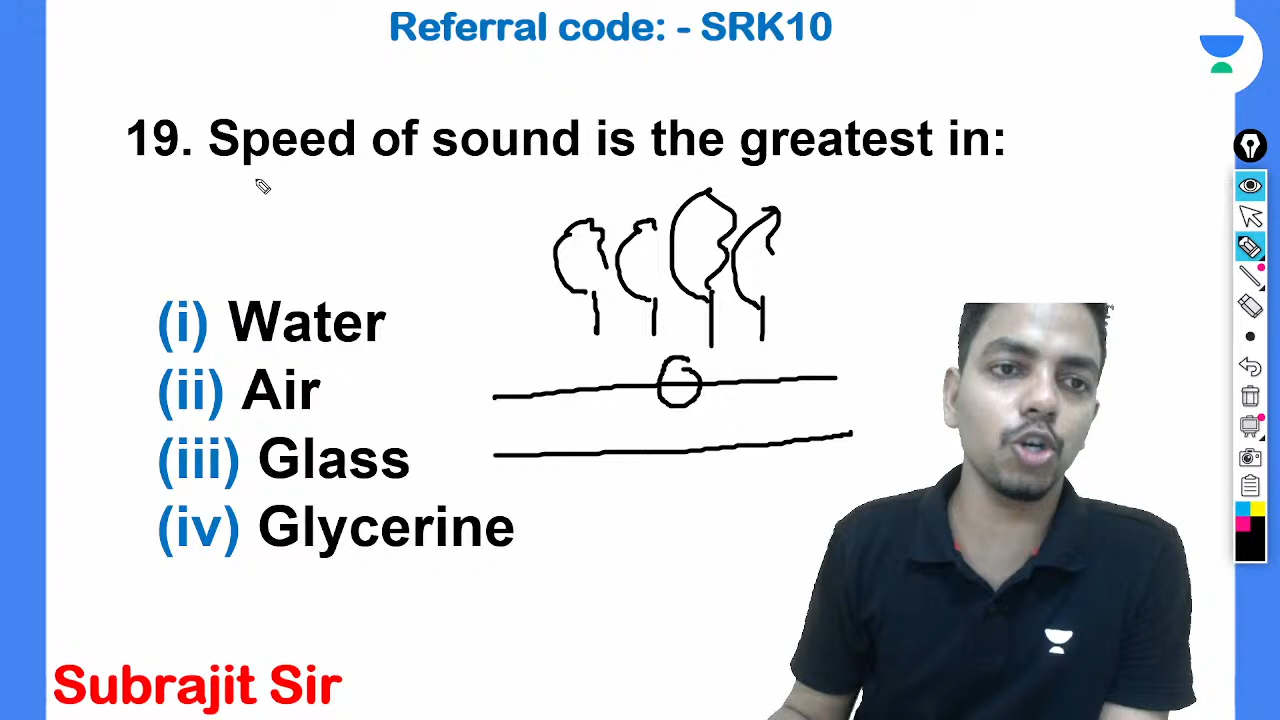 Referral code: - SRK10
19. Speed of sound is the greatest in:
(i) Water
(ii) Air
(iii) Glass
(iv) Glycerine
Subrajit Sir